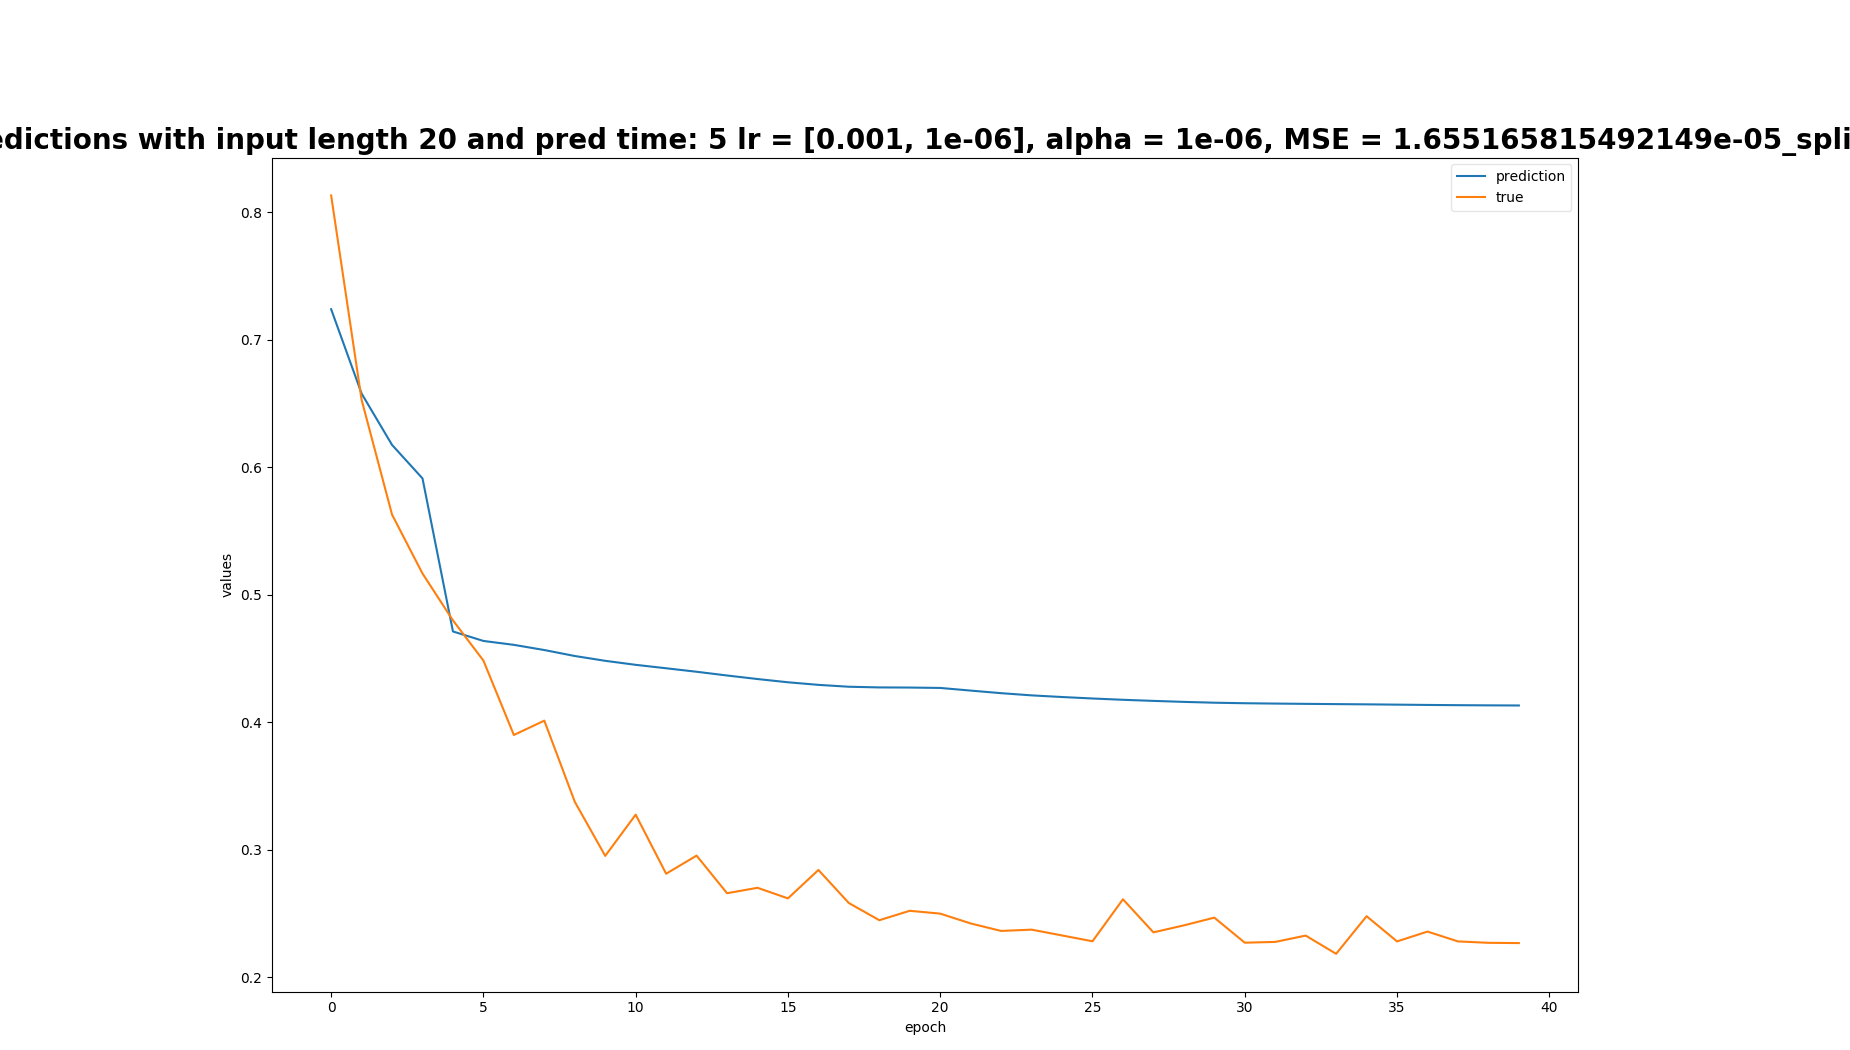 edictions with input length 20 and pred time: 5 lr = [0.001, 1e-06], alpha = 1e-06, MSE = 1.655165815492149e-05_spli
prediction
true
0.8
0.7
0.6
0.5
0.4
0.3
0.2
values
0 5 10 15 20 25 30 35 40
epoch